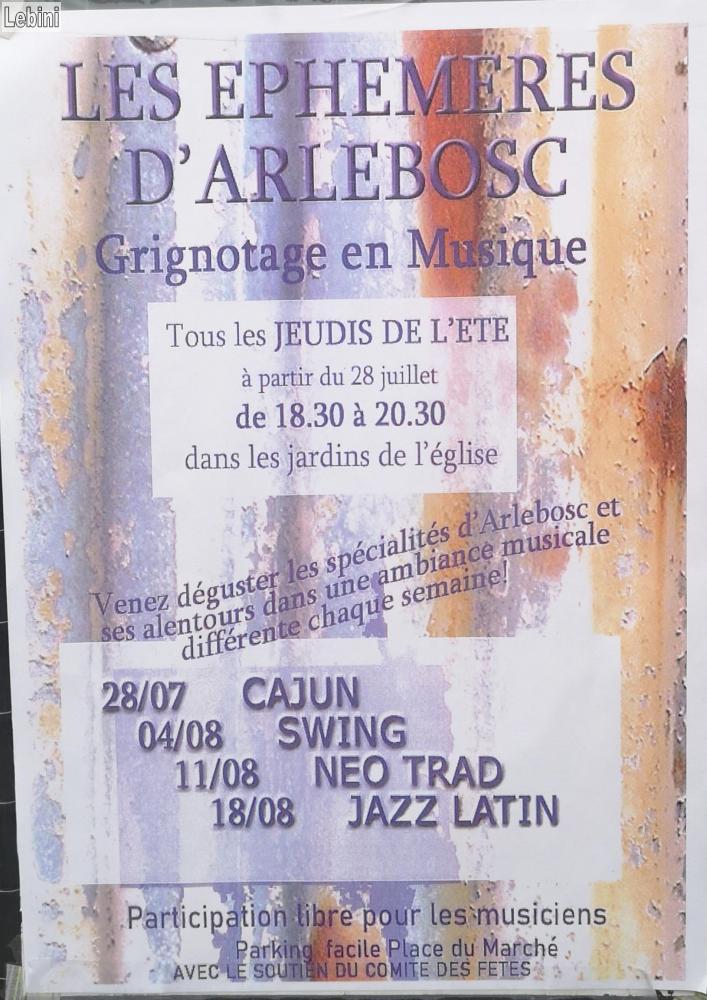 Lebini
LES EPHEMERES
D'ARLEBOSC
Grignotage en Musique
Tous les JEUDIS DE L'ETE
à partir du 28 juillet
de 18.30 à 20.30
dans les jardins de l'église
Venez déguster les spécialités d'Arlebosc et
ses alentours dans une ambiance musicale
différente chaque semaine!
28/07 CAJUN
04/08 SWING
11/08 NEO TRAD
18/08 JAZZ LATIN
Participation libre pour les musiciens
Parking facile Place du Marché
AVEC LE SOUTIEN DU COMITE DES FETES